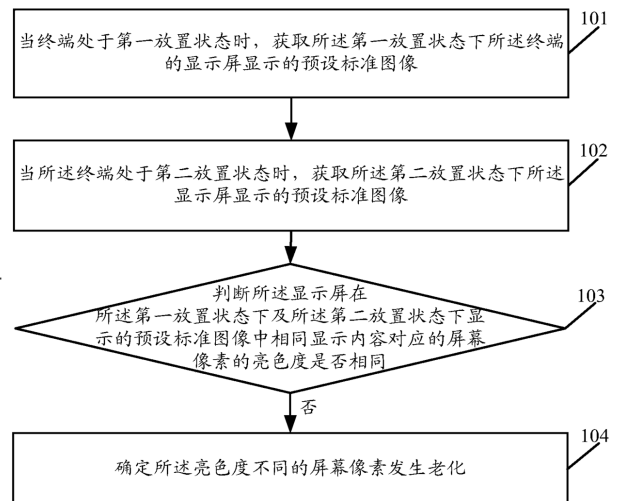 101
当终端处于第一放置状态时，获取所述第一放置状态下所述终端
的显示屏显示的预设标准图像
102
当所述终端处于第二放置状态时，获取所述第二放置状态下所述
显示屏显示的预设标准图像
103
判断所述显示屏在
所述第一放置状态下及所述第二放置状态下显
示的预设标准图像中相同显示内容对应的屏幕
像素的亮色度是否相同
否
104
确定所述亮色度不同的屏幕像素发生老化